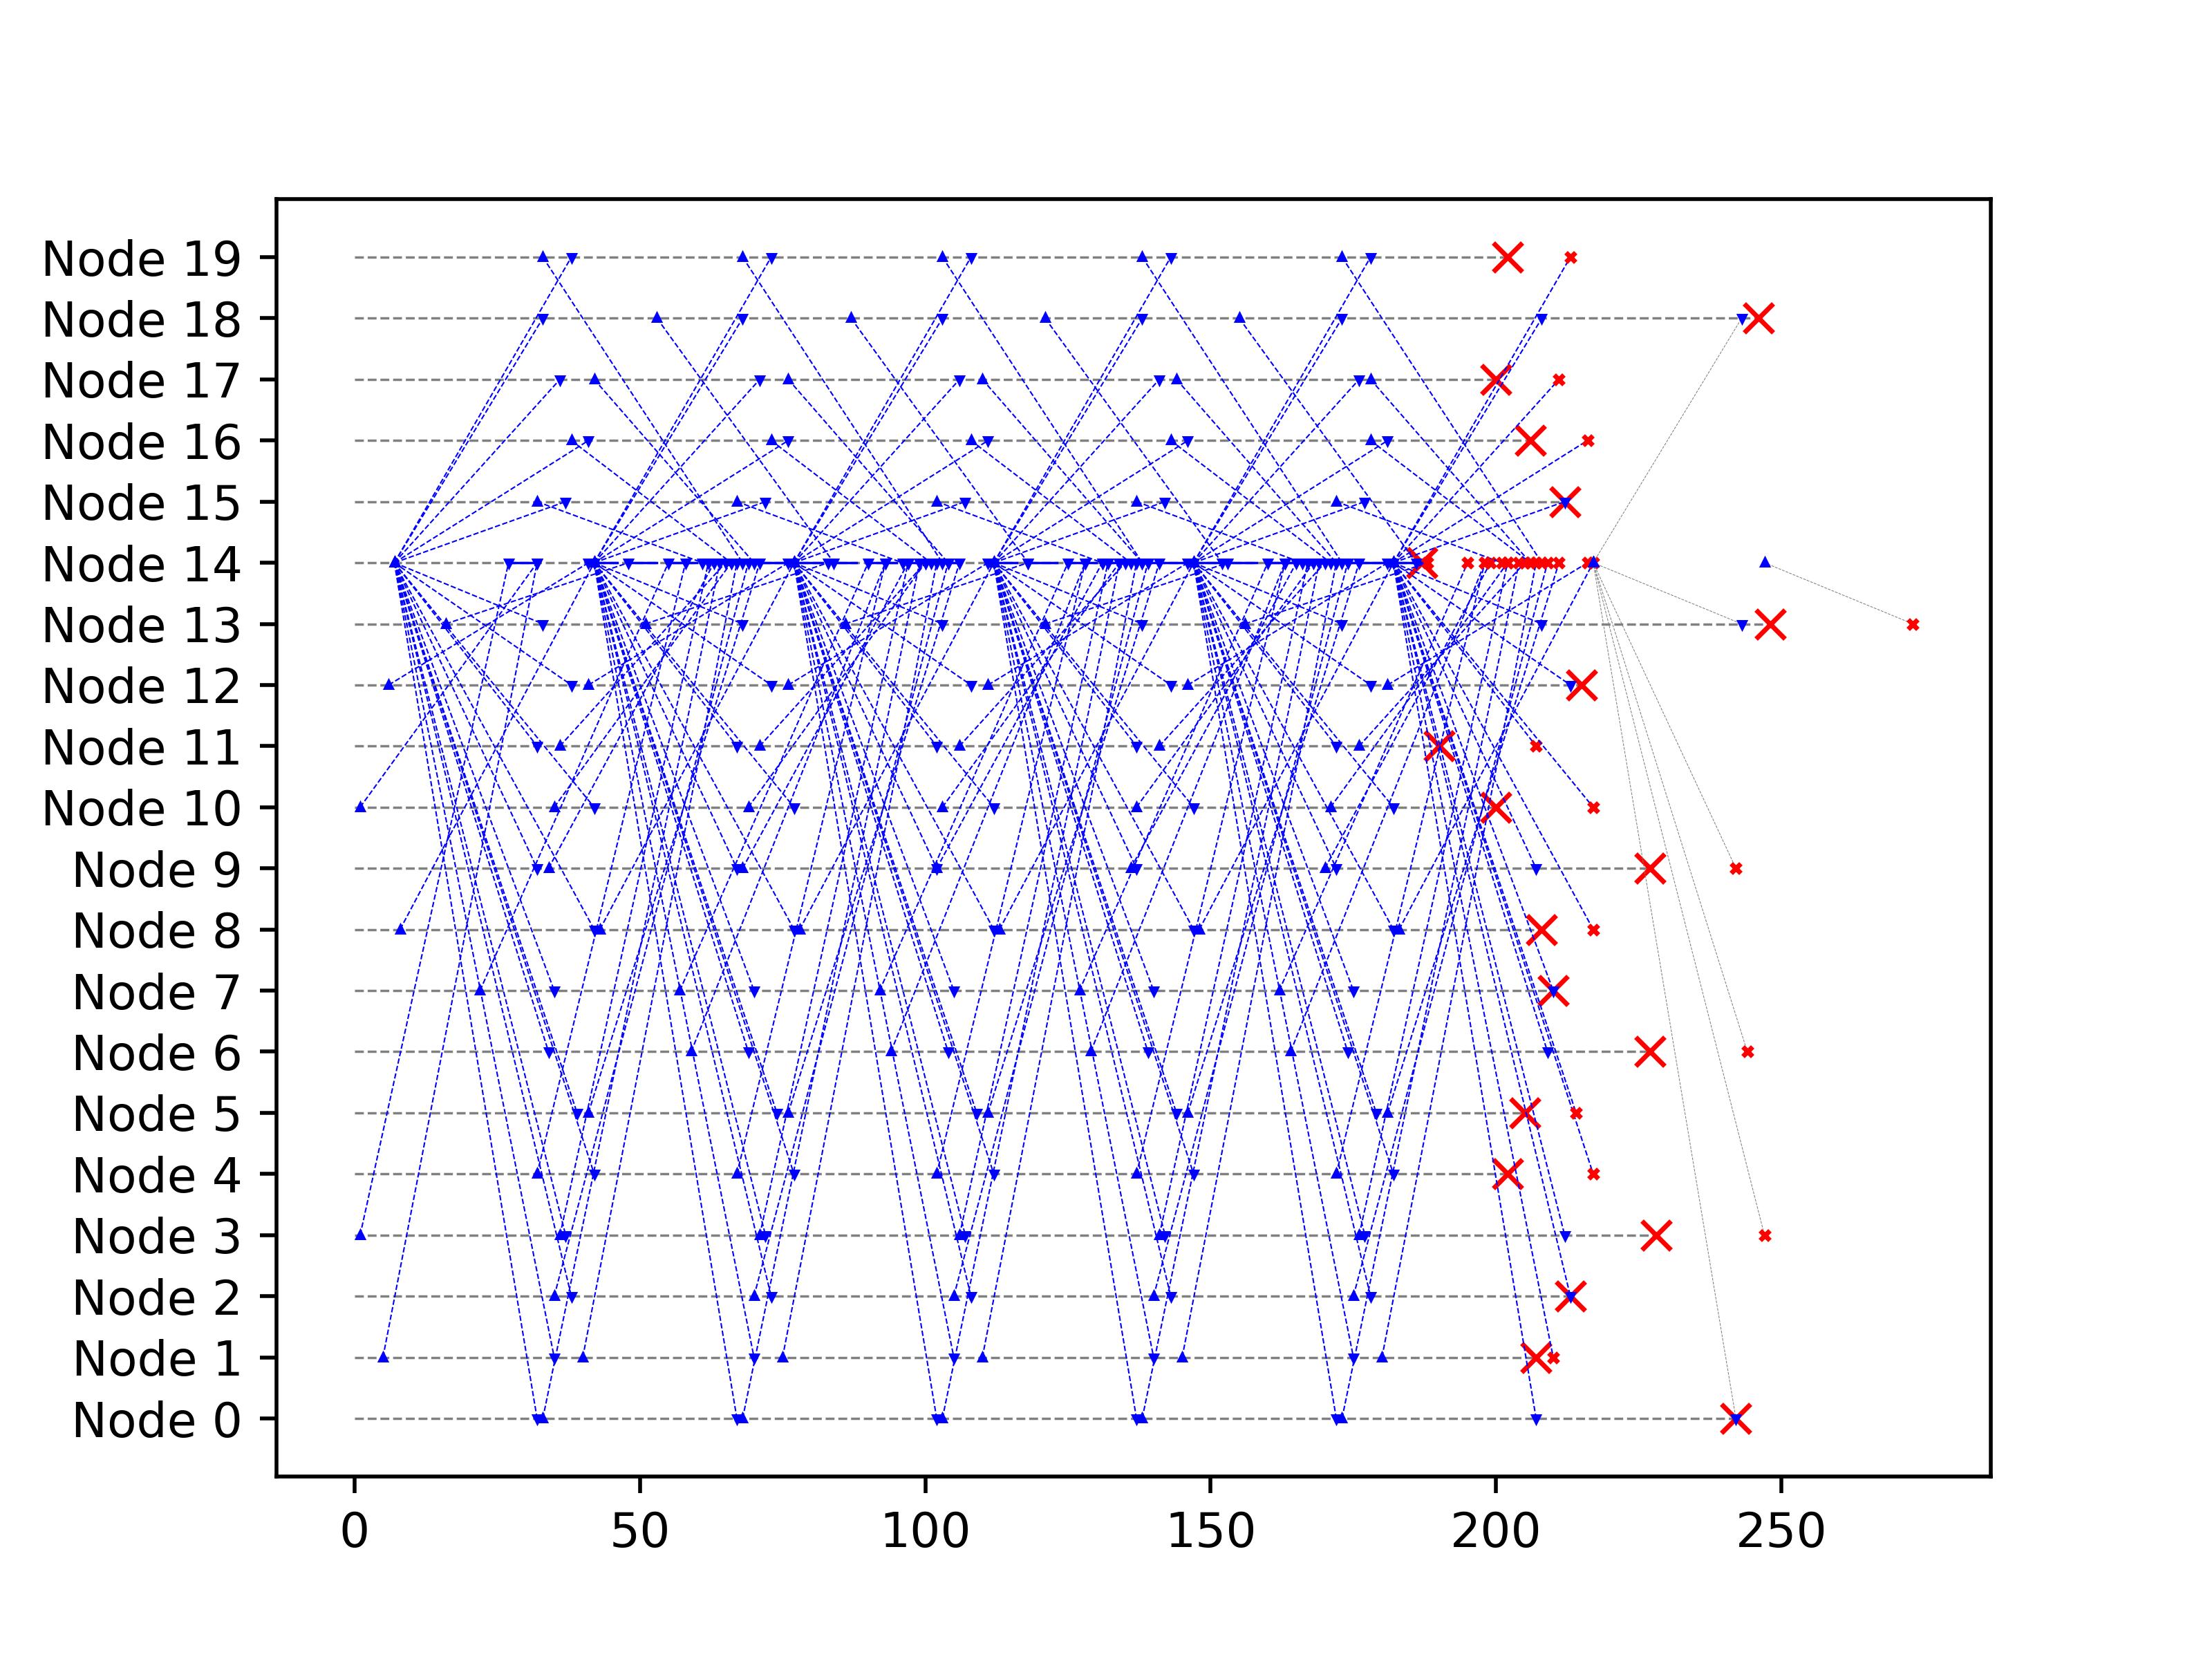 Node 19
Node 18
Node 17
Node 16
Node 15
Node 14
Node 13
Node 12
Node 11
Node 10
Node 9
Node 8
Node 7
Node 6
Node 5
Node 4
Node 3
Node 2
Node 1
Node 0
0 50 100 150 200 250